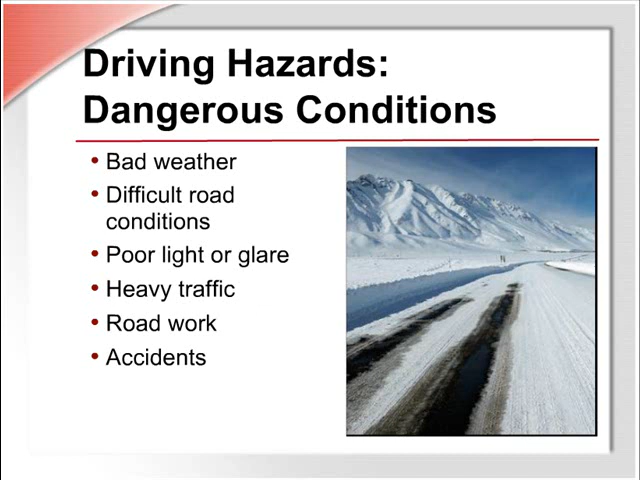 Driving Hazards:
Dangerous Conditions
• Bad weather
• Difficult road
conditions
• Poor light or glare
• Heavy traffic
• Road work
• Accidents